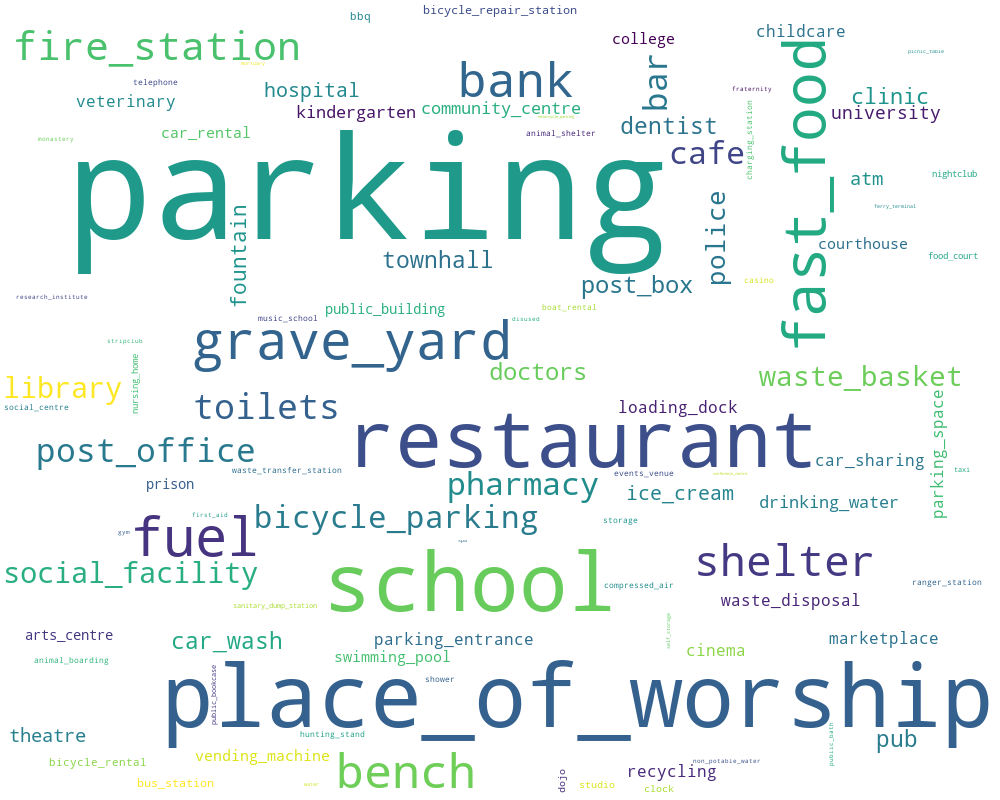 bicycle_repair_station
bbq
fire_station
childcare
college
bank
bar
fast_food
picnic_table
telephone
hospital
veterinary
kindergarten
community_centre
fraternity
clinic
university
car_rental
animal_shelter
dentist
charging_station
monastery
parking
cafe
atm
nightclub
police
ferry_terminal
fountain
townhall
courthouse
food_court
post_box
casino
research_institute
public_building
boat_rental
music_school
disused
grave_yard
stripclub
nursing_home
doctors
waste_basket
library
toilets
social_centre
loading_dock
parking_space
restaurant
post_office
car_sharing
waste_transfer_station
events_venue
taxi
prison
pharmacy
ice_cream
drinking_water
bicycle_parking
first_aid
storage
fuel
gym
shelter
social_facility
school
compressed_air
ranger_station
sanitary_dump_station
waste_disposal
arts_centre
car_wash
parking_entrance
marketplace
swimming_pool
cinema
animal_boarding
public_bookcase
shower
place_of_worship
theatre
hunting_stand
pub
public_bath
vending_machine
bicycle_rental
bench
recycling
non_potable_water
dojo
bus_station
studio
clock